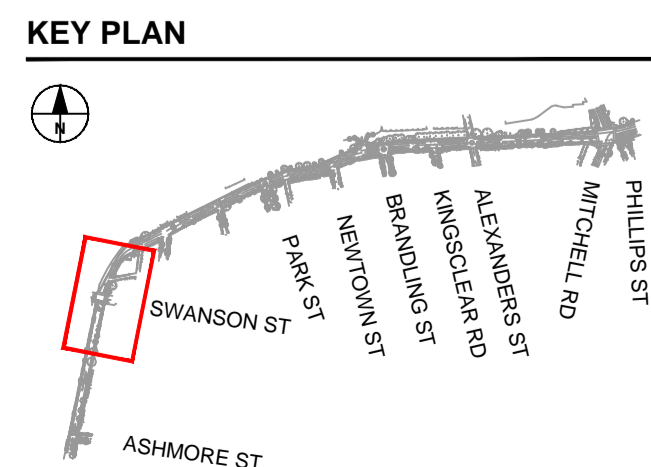 KEY PLAN
N
PARK ST
NEWTOWN ST
BRANDLING ST
KINGSCLEAR RD
ALEXANDERS ST
MITCHELL RD
PHILLIPS ST
SWANSON ST
ASHMORE ST